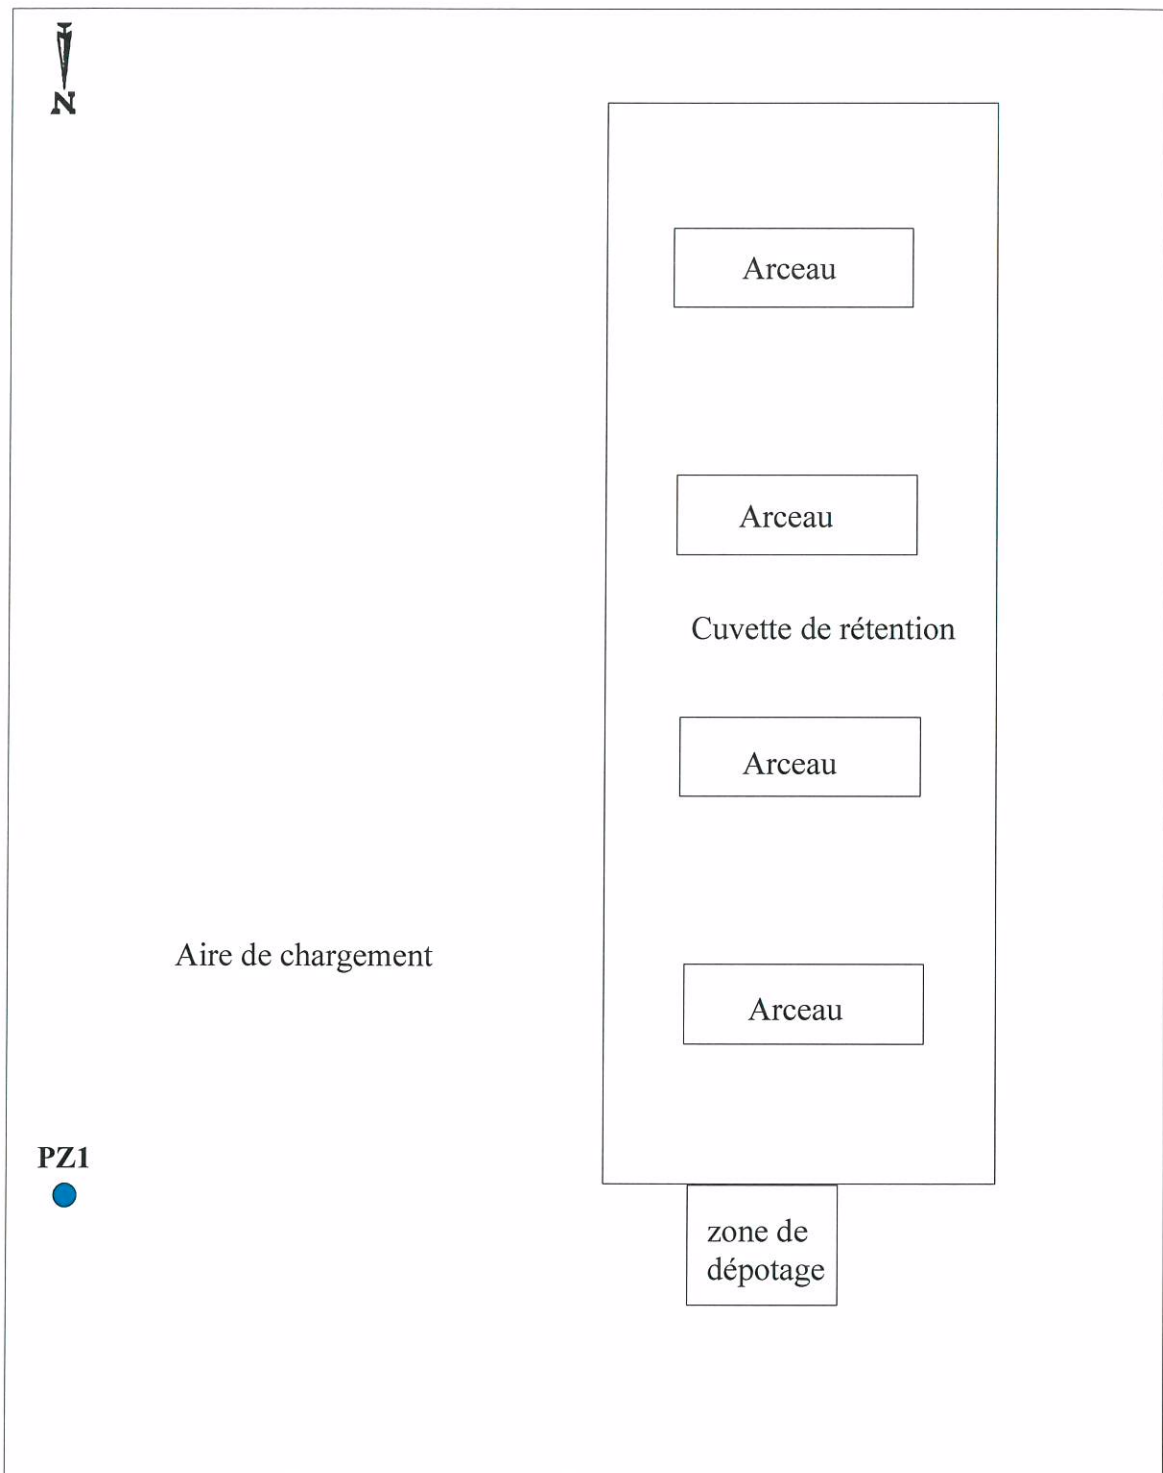 N
Arceau
Arceau
Cuvette de rétention
Arceau
Aire de chargement
Arceau
PZ1
zone de
dépotage